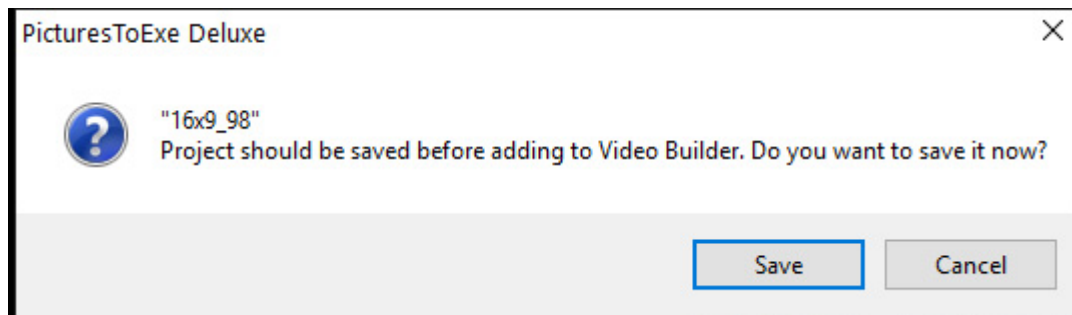 PicturesToExe Deluxe
"16x9_98"
Project should be saved before adding to Video Builder. Do you want to save it now?
Save
Cancel